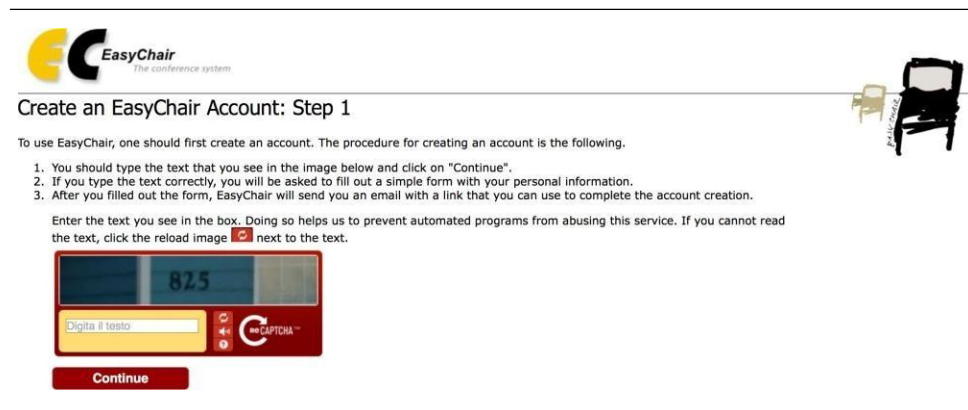 EC EasyChair
The conference system
Create an EasyChair Account: Step 1
To use EasyChair, one should first create an account. The procedure for creating an account is the following.
1. You should type the text that you see in the image below and click on "Continue".
2. If you type the text correctly, you will be asked to fill out a simple form with your personal information.
3. After you filled out the form, EasyChair will send you an email with a link that you can use to complete the account creation.
Enter the text you see in the box. Doing so helps us to prevent automated programs from abusing this service. If you cannot read
the text, click the reload image next to the text.
825
Digita il testo
reCAPTCHA™
Continue